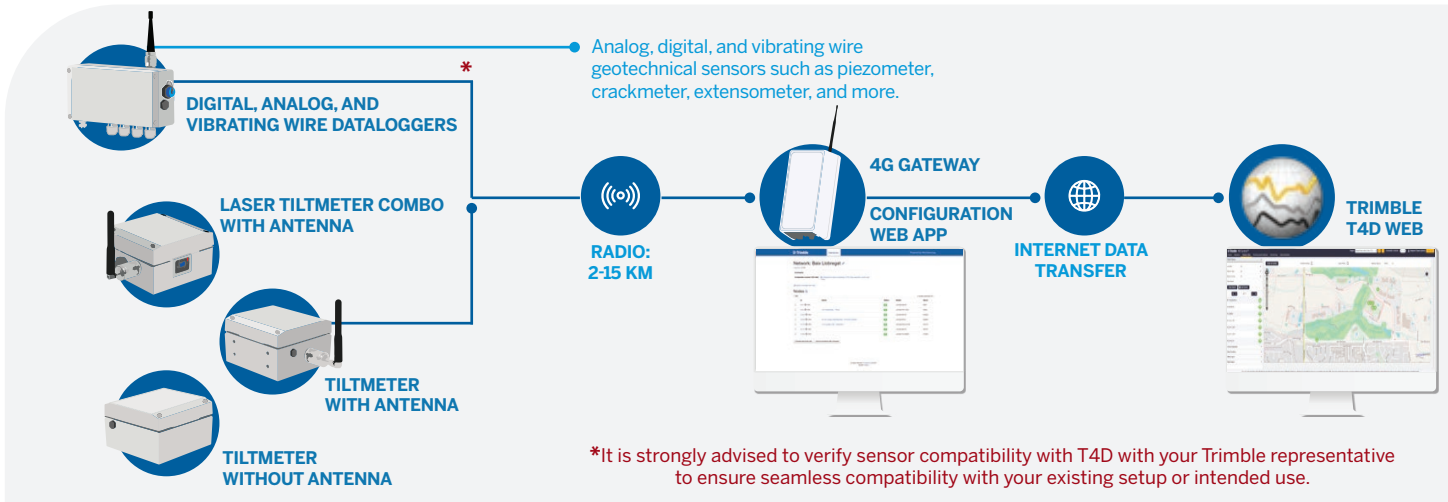 Analog, digital, and vibrating wire
geotechnical sensors such as piezometer,
crackmeter, extensometer, and more.
*
DIGITAL, ANALOG, AND
VIBRATING WIRE DATALOGGERS
LASER TILTMETER COMBO
WITH ANTENNA
TILTMETER
WITH ANTENNA
TILTMETER
WITHOUT ANTENNA
RADIO:
2-15 KM
4G GATEWAY
CONFIGURATION
WEB APP
INTERNET DATA
TRANSFER
TRIMBLE
T4D WEB
*It is strongly advised to verify sensor compatibility with T4D with your Trimble representative
to ensure seamless compatibility with your existing setup or intended use.